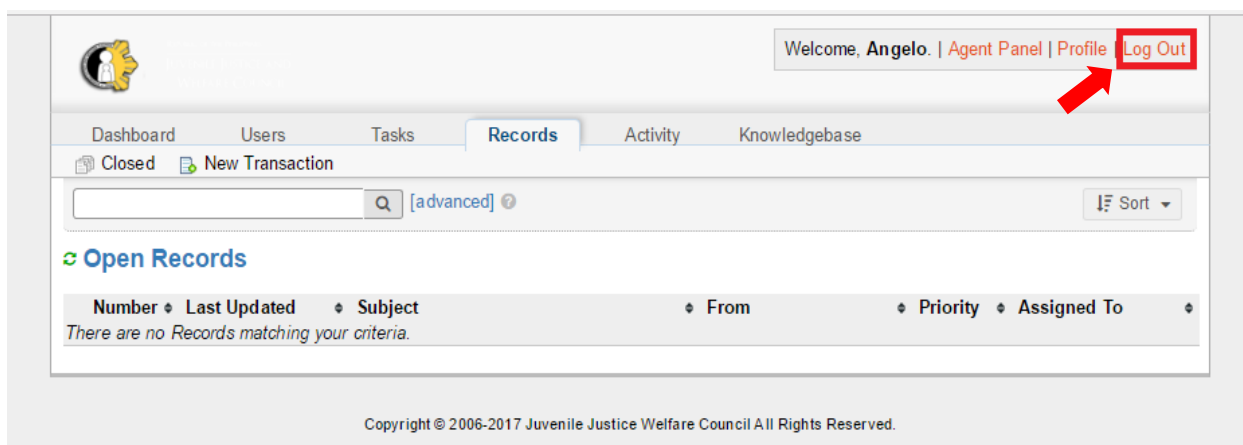 Welcome, Angelo. | Agent Panel | Profile | Log Out
Dashboard Users Tasks Records Activity Knowledgebase
Closed New Transaction
[advanced] Sort
Open Records
Number Last Updated Subject From Priority Assigned To
There are no Records matching your criteria.
Copyright © 2006-2017 Juvenile Justice Welfare Council All Rights Reserved.